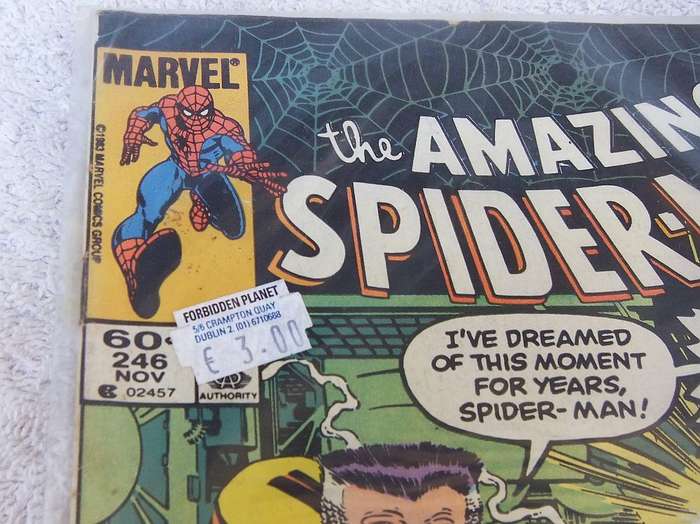 MARVEL®
©1983 MARVEL COMICS GROUP
the AMAZING
SPIDER-
FORBIDDEN PLANET
5/6 CRAMPTON QUAY
DUBLIN 2. (01) 6710688
€ 3.00
60¢
246
NOV
02457
AUTHORITY
I'VE DREAMED
OF THIS MOMENT
FOR YEARS,
SPIDER-MAN!